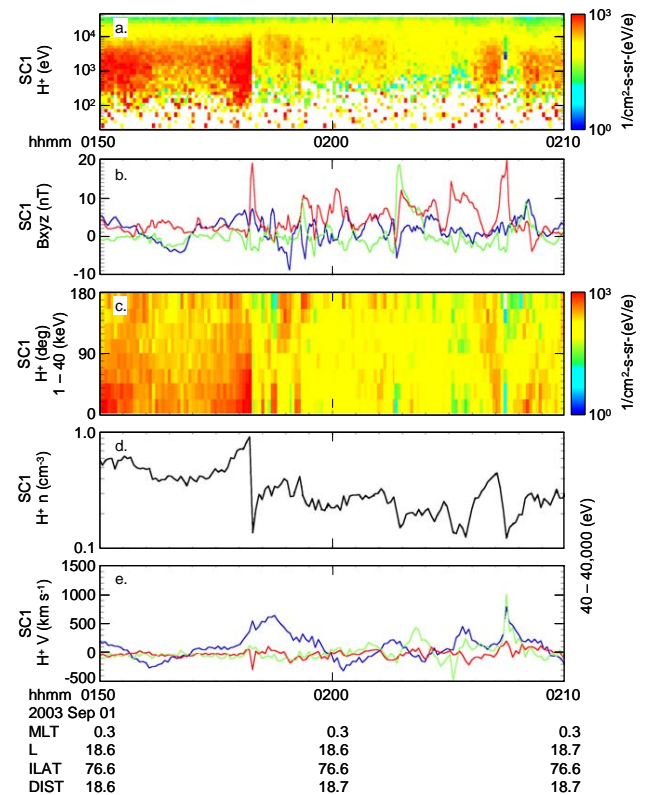 a.
SC1
H⁺ (eV)
10⁴
10³
10²
10³
10⁰
1/cm²-s-sr-(eV/e)
hhmm 0150 0200 0210
b.
SC1
Bxyz (nT)
20
10
0
-10
c.
SC1
H⁺ (deg)
1 – 40 (keV)
180
90
0
10³
10⁰
1/cm²-s-sr-(eV/e)
d.
SC1
H⁺ n (cm⁻³)
1.0
0.1
40 – 40,000 (eV)
e.
SC1
H⁺ V (km s⁻¹)
1500
1000
500
0
-500
hhmm 0150 0200 0210
2003 Sep 01
MLT 0.3 0.3 0.3
L 18.6 18.6 18.7
ILAT 76.6 76.6 76.6
DIST 18.6 18.7 18.7